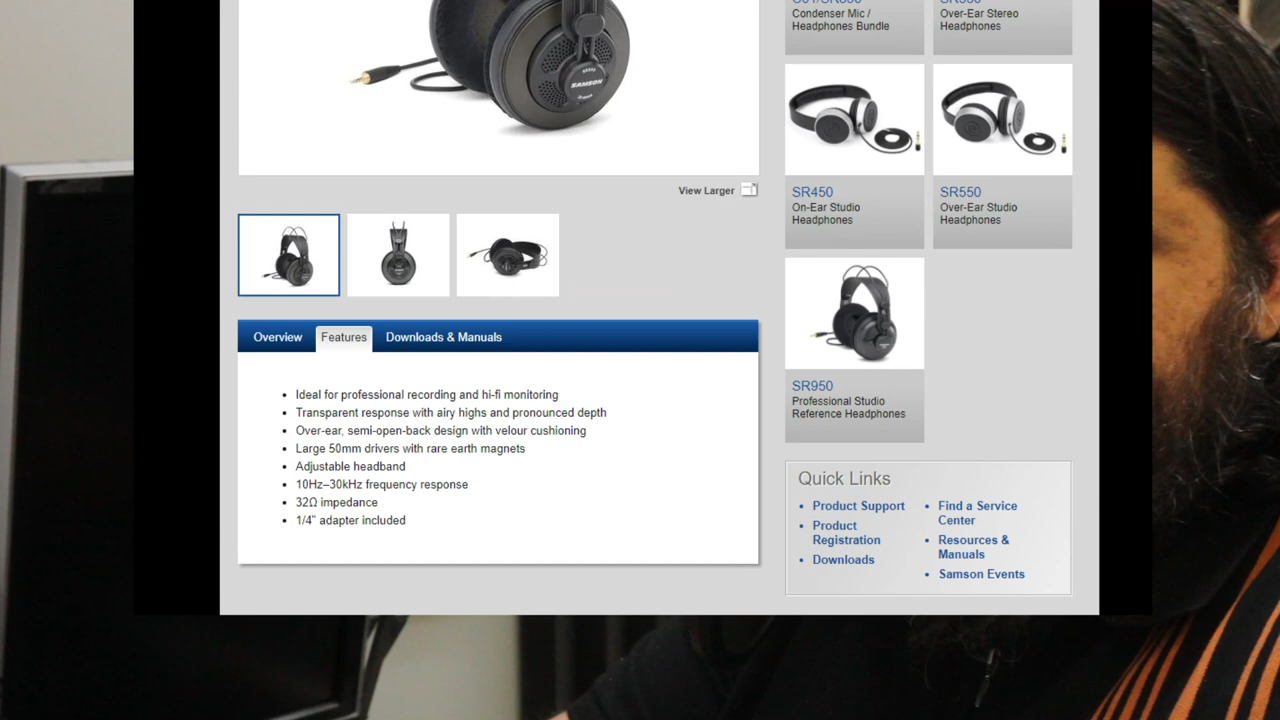 SAMSON
View Larger
Overview
Features
Downloads & Manuals
Ideal for professional recording and hi-fi monitoring
Transparent response with airy highs and pronounced depth
Over-ear, semi-open-back design with velour cushioning
Large 50mm drivers with rare earth magnets
Adjustable headband
10Hz–30kHz frequency response
32Ω impedance
1/4" adapter included
Condenser Mic /
Headphones Bundle
Over-Ear Stereo
Headphones
SR450
On-Ear Studio
Headphones
SR550
Over-Ear Studio
Headphones
SR950
Professional Studio
Reference Headphones
Quick Links
Product Support
Product
Registration
Downloads
Find a Service
Center
Resources &
Manuals
Samson Events